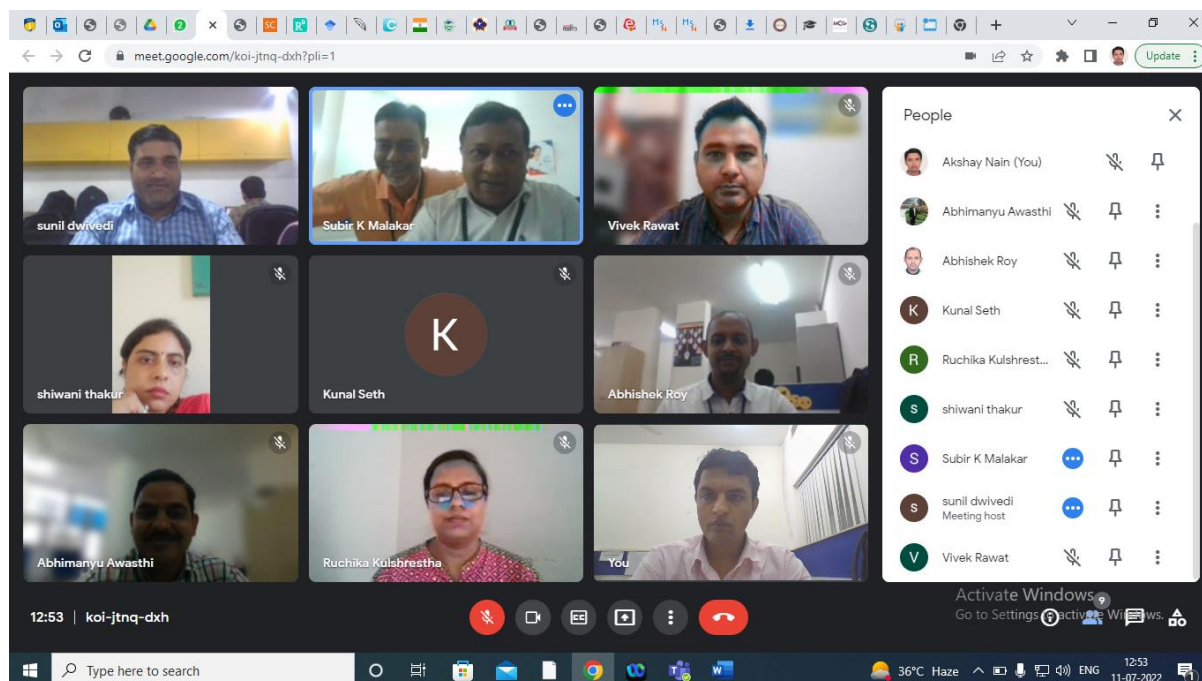 meet.google.com/koi-jtnq-dxh?pli=1
Update
sunil dwivedi
Subir K Malakar
Vivek Rawat
shiwani thakur
K
Kunal Seth
Abhishek Roy
Abhimanyu Awasthi
Ruchika Kulshrestha
You
People
Akshay Nain (You)
Abhimanyu Awasthi
Abhishek Roy
K Kunal Seth
R Ruchika Kulshrest...
s shiwani thakur
S Subir K Malakar
s sunil dwivedi
Meeting host
V Vivek Rawat
Activate Windows
Go to Settings to activate Windows.
9
12:53 | koi-jtnq-dxh
Type here to search
36°C Haze
ENG
12:53
11-07-2022